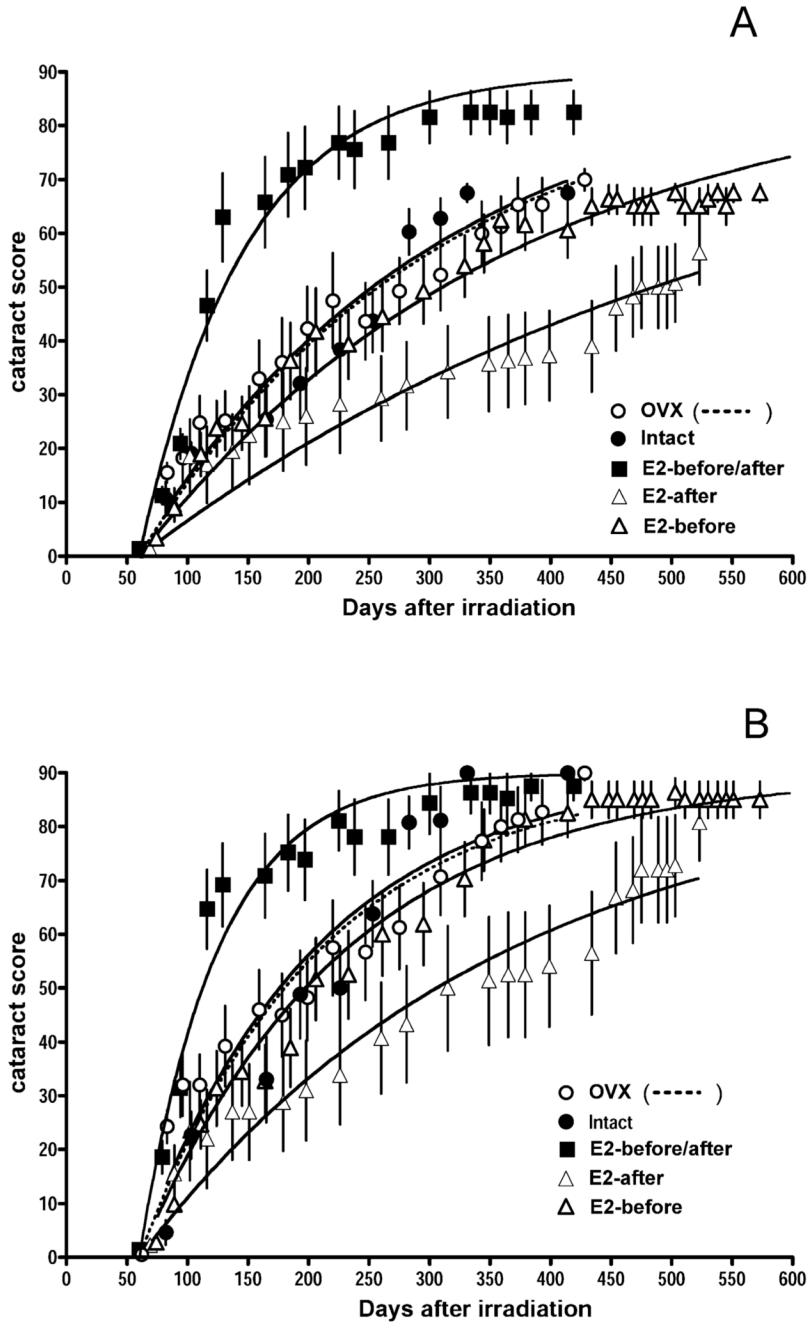 A
90
80
70
60
50
40
30
20
10
0
cataract score
OVX (----- )
Intact
E2-before/after
E2-after
E2-before
0 50 100 150 200 250 300 350 400 450 500 550 600
Days after irradiation
B
90
80
70
60
50
40
30
20
10
0
cataract score
OVX (----- )
Intact
E2-before/after
E2-after
E2-before
0 50 100 150 200 250 300 350 400 450 500 550 600
Days after irradiation